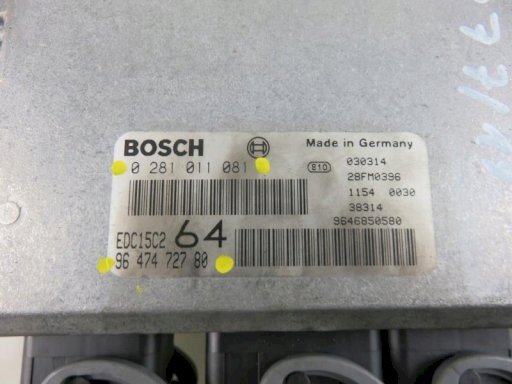 BOSCH
0 281 011 081
EDC15C2 64
96 474 727 80
Made in Germany
810 030314
28FM0396
1154 0030
38314
9646850580